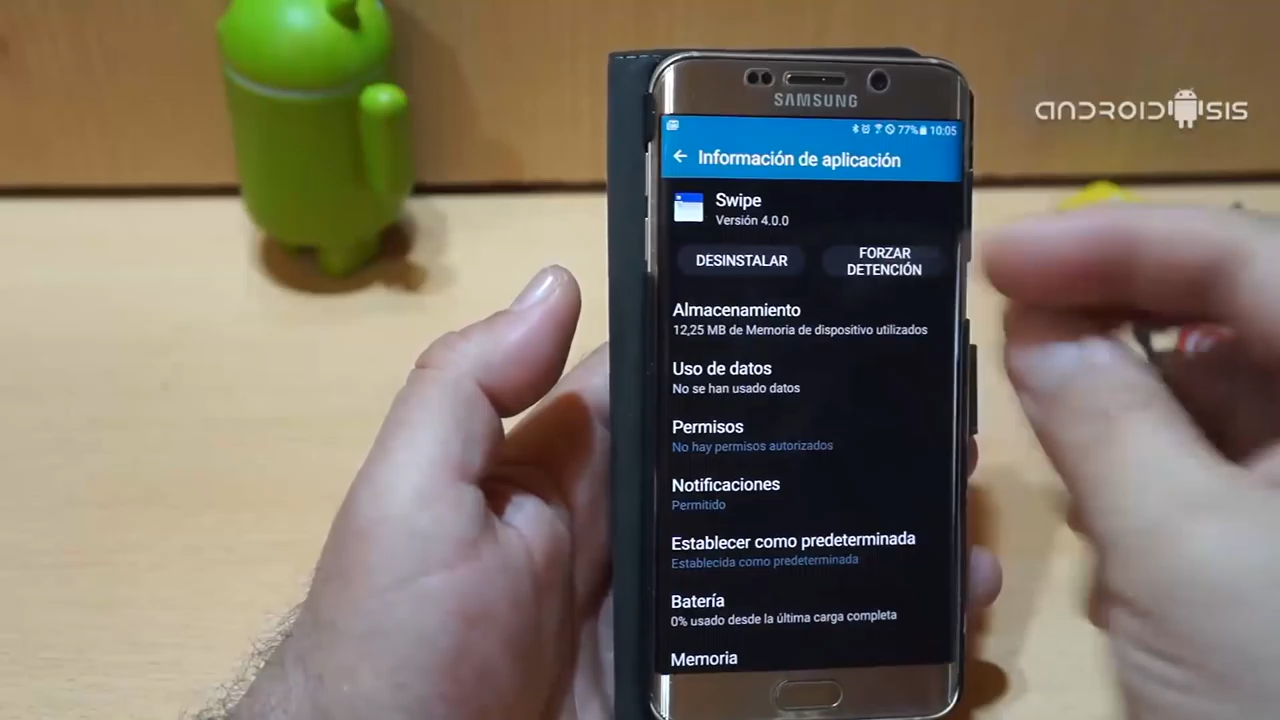 ANDROIDSIS
SAMSUNG
77% 10:05
Información de aplicación
Swipe
Versión 4.0.0
DESINSTALAR
FORZAR
DETENCIÓN
Almacenamiento
12,25 MB de Memoria de dispositivo utilizados
Uso de datos
No se han usado datos
Permisos
No hay permisos autorizados
Notificaciones
Permitido
Establecer como predeterminada
Establecida como predeterminada
Batería
0% usado desde la última carga completa
Memoria